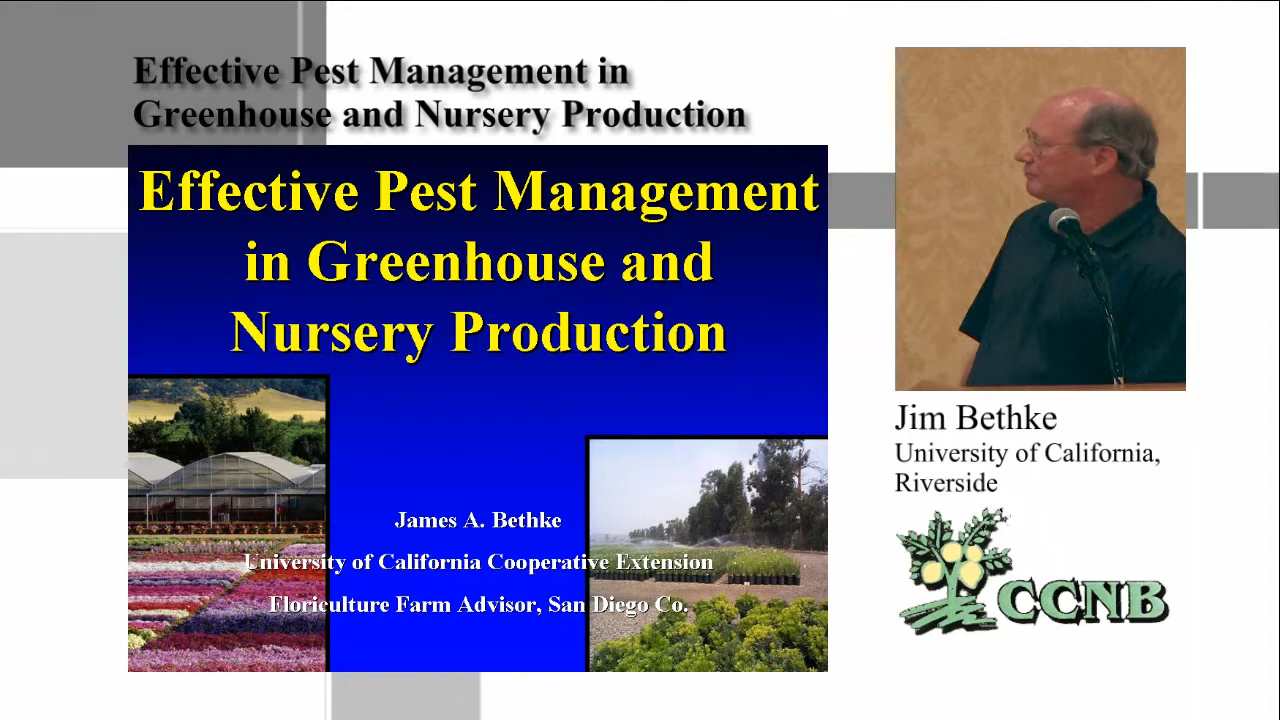 Effective Pest Management in
Greenhouse and Nursery Production
Effective Pest Management
in Greenhouse and
Nursery Production
James A. Bethke
University of California Cooperative Extension
Floriculture Farm Advisor, San Diego Co.
Jim Bethke
University of California,
Riverside
CCNB